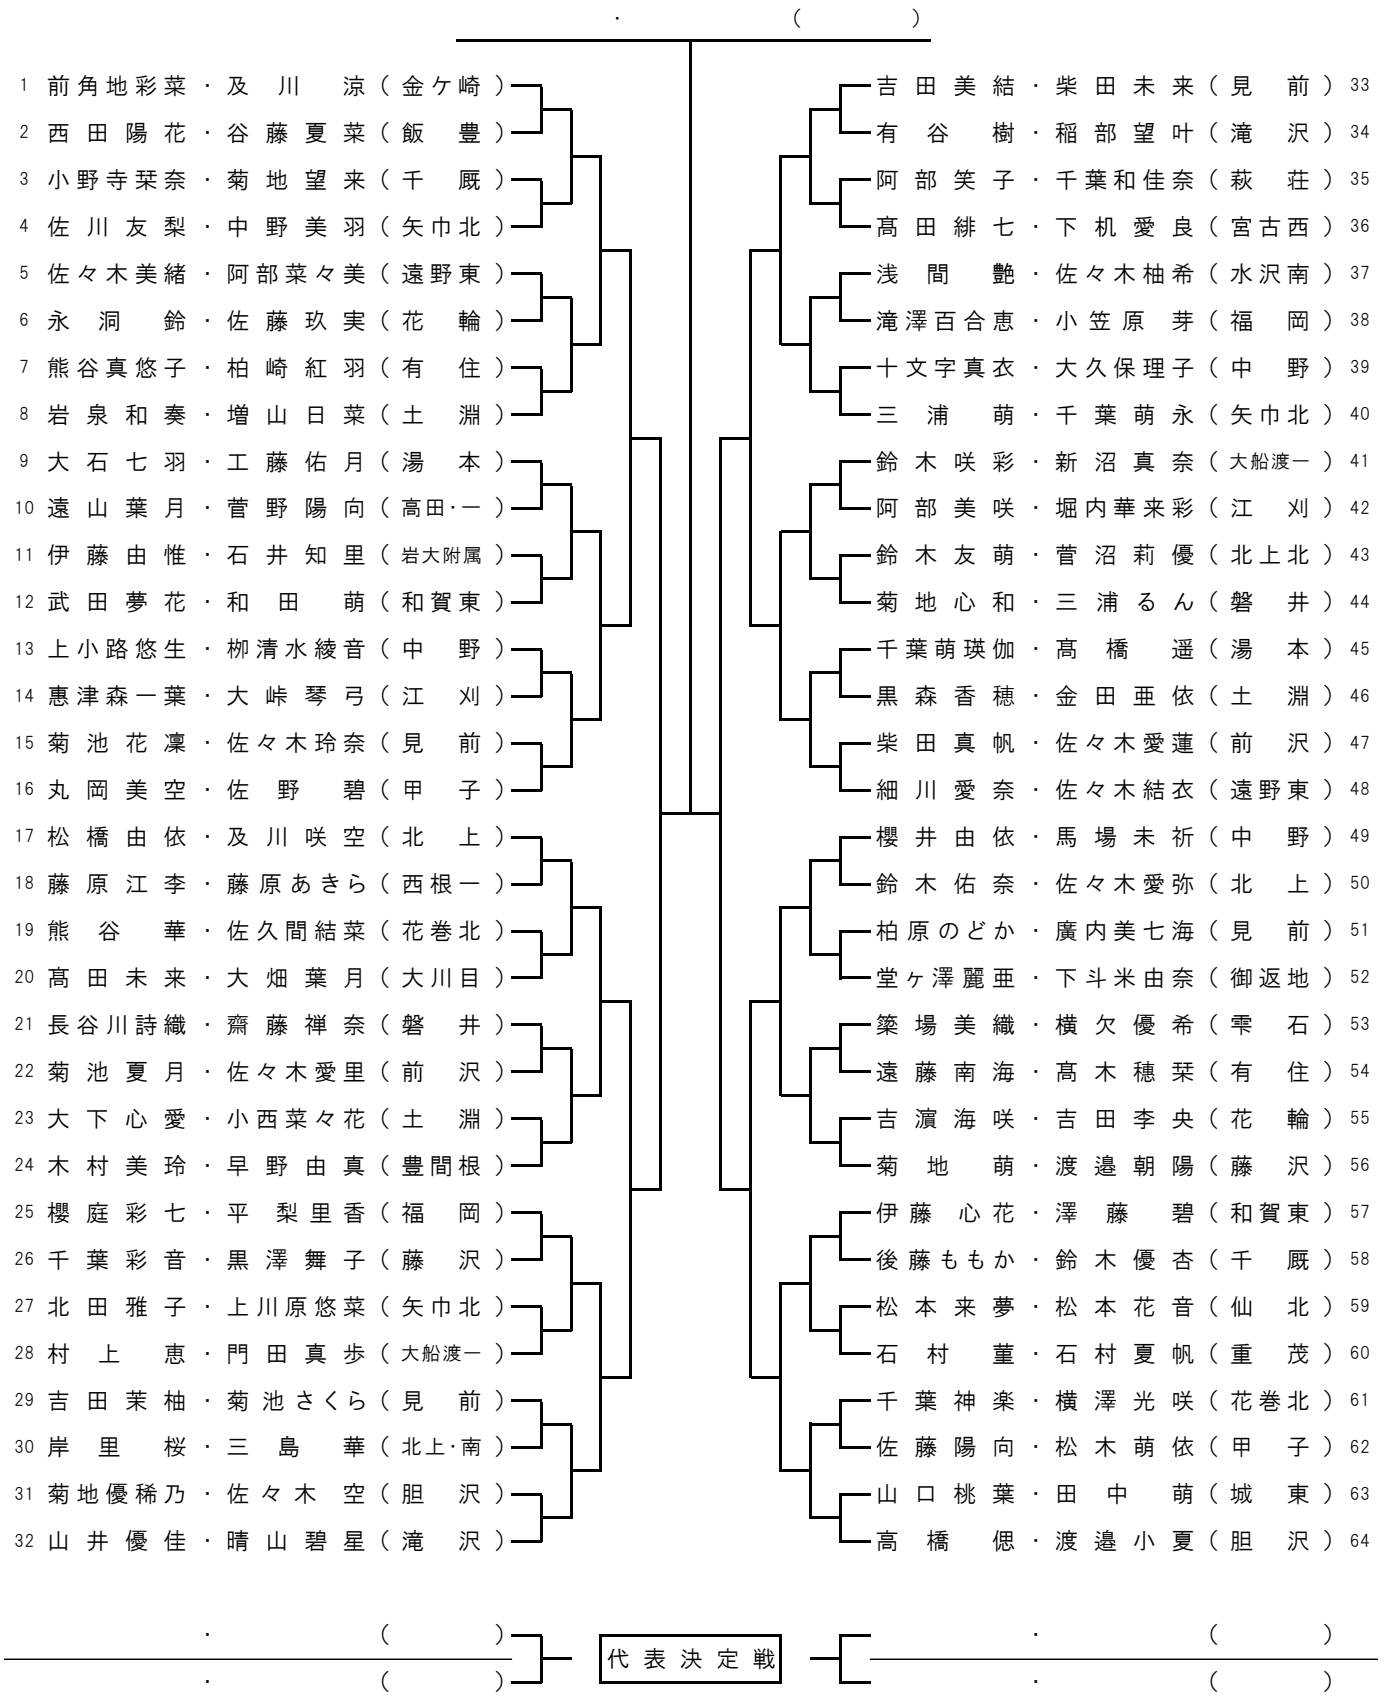 ・ ( )
1 前角地彩菜・及川 涼(金ケ崎)
2 西田陽花・谷藤夏菜(飯豊)
3 小野寺栞奈・菊地望来(千厩)
4 佐川友梨・中野美羽(矢巾北)
5 佐々木美緒・阿部菜々美(遠野東)
6 永洞 鈴・佐藤玖実(花輪)
7 熊谷真悠子・柏崎紅羽(有住)
8 岩泉和奏・増山日菜(土淵)
9 大石七羽・工藤佑月(湯本)
10 遠山葉月・菅野陽向(高田・一)
11 伊藤由惟・石井知里(岩大附属)
12 武田夢花・和田 萌(和賀東)
13 上小路悠生・栁清水綾音(中野)
14 惠津森一葉・大峠琴弓(江刈)
15 菊池花凜・佐々木玲奈(見前)
16 丸岡美空・佐野 碧(甲子)
17 松橋由依・及川咲空(北上)
18 藤原江李・藤原あきら(西根一)
19 熊谷 華・佐久間結菜(花巻北)
20 髙田未来・大畑葉月(大川目)
21 長谷川詩織・齋藤禅奈(磐井)
22 菊池夏月・佐々木愛里(前沢)
23 大下心愛・小西菜々花(土淵)
24 木村美玲・早野由真(豊間根)
25 櫻庭彩七・平 梨里香(福岡)
26 千葉彩音・黒澤舞子(藤沢)
27 北田雅子・上川原悠菜(矢巾北)
28 村上 恵・門田真歩(大船渡一)
29 吉田茉柚・菊池さくら(見前)
30 岸里 桜・三島 華(北上・南)
31 菊地優稀乃・佐々木 空(胆沢)
32 山井優佳・晴山碧星(滝沢)
吉田美結・柴田未来(見前)33
有谷 樹・稲部望叶(滝沢)34
阿部笑子・千葉和佳奈(萩荘)35
髙田緋七・下机愛良(宮古西)36
浅間 艶・佐々木柚希(水沢南)37
滝澤百合恵・小笠原 芽(福岡)38
十文字真衣・大久保理子(中野)39
三浦 萌・千葉萌永(矢巾北)40
鈴木咲彩・新沼真奈(大船渡一)41
阿部美咲・堀内華来彩(江刈)42
鈴木友萌・菅沼莉優(北上北)43
菊地心和・三浦るん(磐井)44
千葉萌瑛伽・髙橋 遥(湯本)45
黒森香穂・金田亜依(土淵)46
柴田真帆・佐々木愛蓮(前沢)47
細川愛奈・佐々木結衣(遠野東)48
櫻井由依・馬場未祈(中野)49
鈴木佑奈・佐々木愛弥(北上)50
柏原のどか・廣内美七海(見前)51
堂ヶ澤麗亜・下斗米由奈(御返地)52
築場美織・横欠優希(雫石)53
遠藤南海・髙木穂栞(有住)54
吉濵海咲・吉田李央(花輪)55
菊地 萌・渡邉朝陽(藤沢)56
伊藤心花・澤藤 碧(和賀東)57
後藤ももか・鈴木優杏(千厩)58
松本来夢・松本花音(仙北)59
石村 菫・石村夏帆(重茂)60
千葉神楽・横澤光咲(花巻北)61
佐藤陽向・松木萌依(甲子)62
山口桃葉・田中 萌(城東)63
高橋 偲・渡邉小夏(胆沢)64
・ ( )
・ ( )
代表決定戦
・ ( )
・ ( )